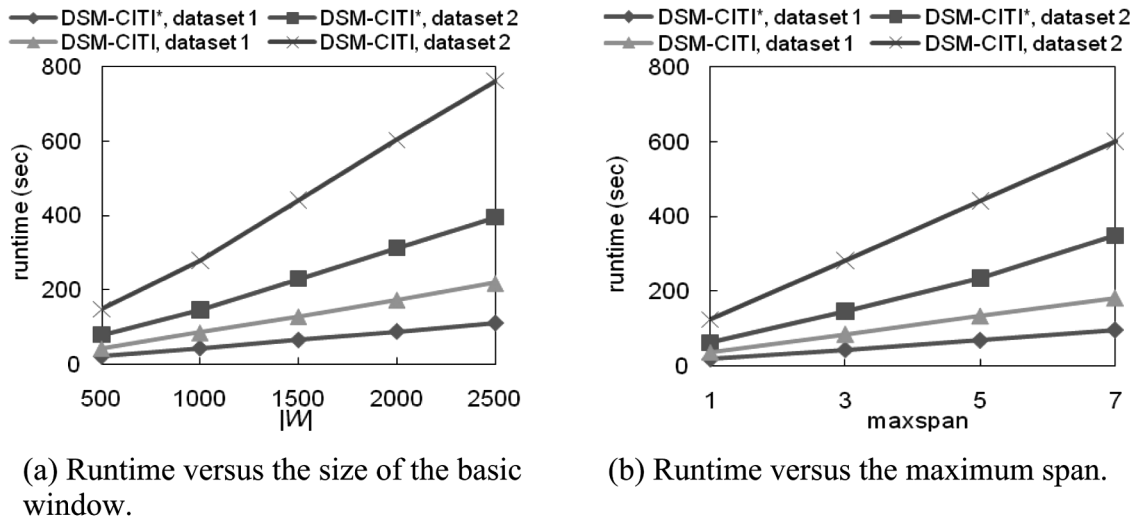 DSM-CITI*, dataset 1 DSM-CITI*, dataset 2
DSM-CITI, dataset 1 DSM-CITI, dataset 2
800
600
400
200
0
runtime (sec)
500 1000 1500 2000 2500
|W|
(a) Runtime versus the size of the basic
window.
DSM-CITI*, dataset 1 DSM-CITI*, dataset 2
DSM-CITI, dataset 1 DSM-CITI, dataset 2
800
600
400
200
0
runtime (sec)
1 3 5 7
maxspan
(b) Runtime versus the maximum span.